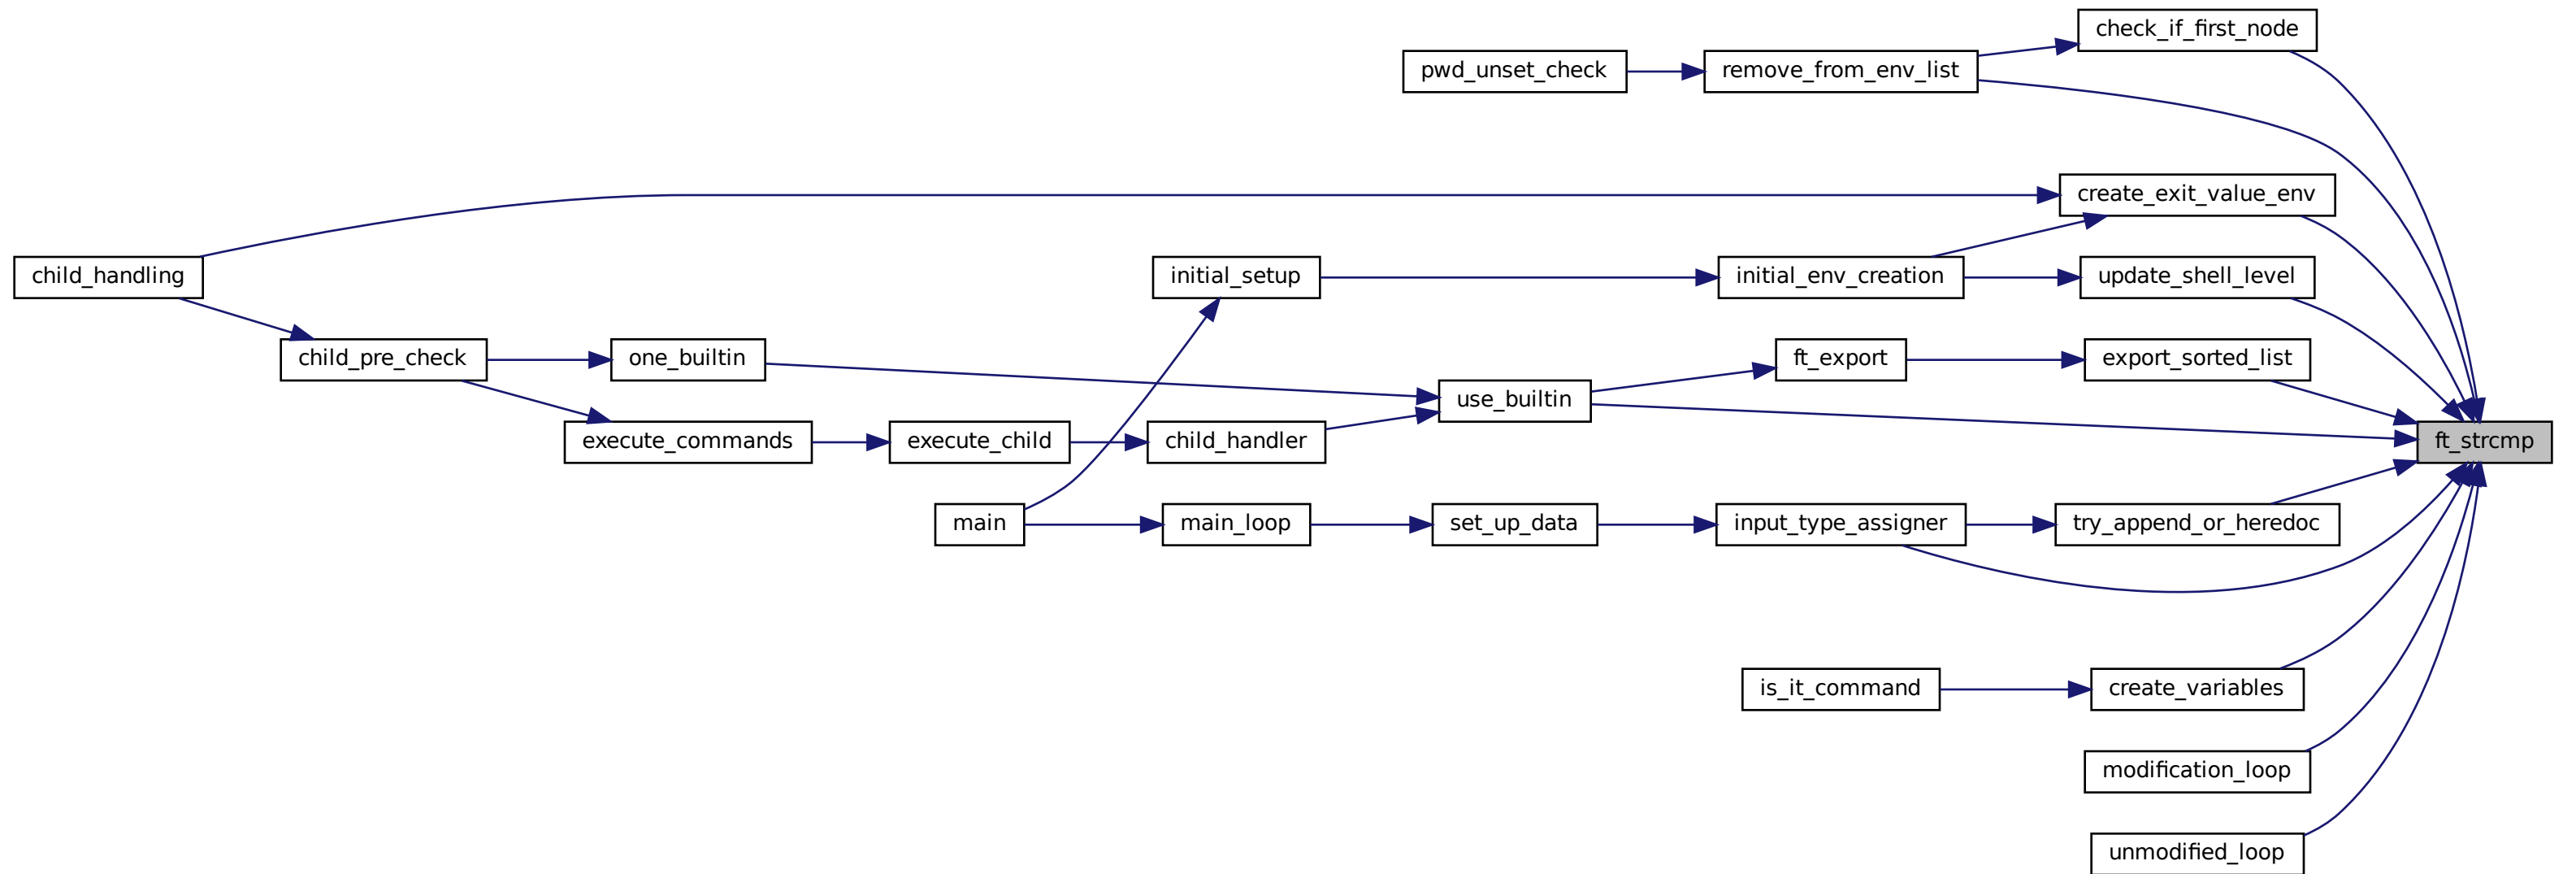 check_if_first_node
pwd_unset_check
remove_from_env_list
create_exit_value_env
child_handling
initial_setup
initial_env_creation
update_shell_level
child_pre_check
one_builtin
ft_export
export_sorted_list
use_builtin
execute_commands
execute_child
child_handler
ft_strcmp
main
main_loop
set_up_data
input_type_assigner
try_append_or_heredoc
is_it_command
create_variables
modification_loop
unmodified_loop